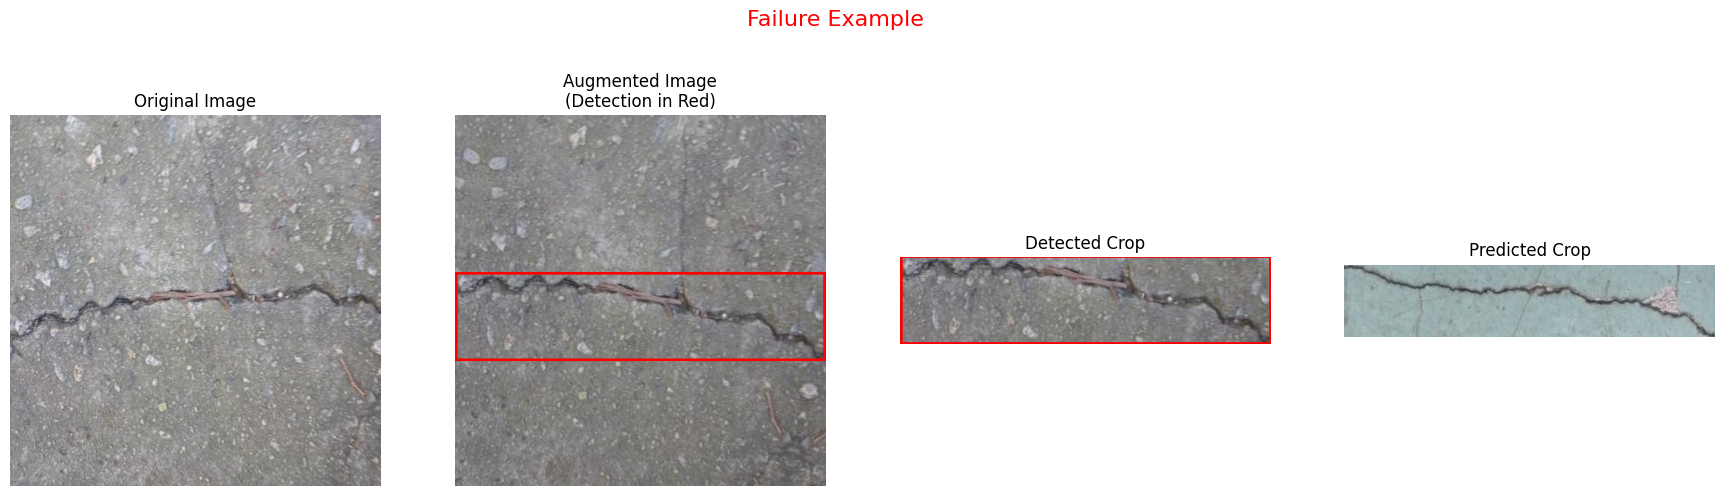 Failure Example
Original Image
Augmented Image
(Detection in Red)
Detected Crop
Predicted Crop